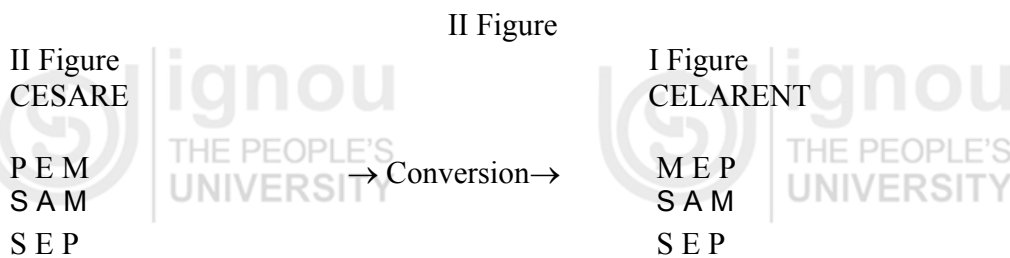 II Figure
II Figure I Figure
CESARE CELARENT
P E M → Conversion→ M E P
S A M S A M
S E P S E P
ignou
THE PEOPLE'S
UNIVERSITY
ignou
THE PEOPLE'S
UNIVERSITY